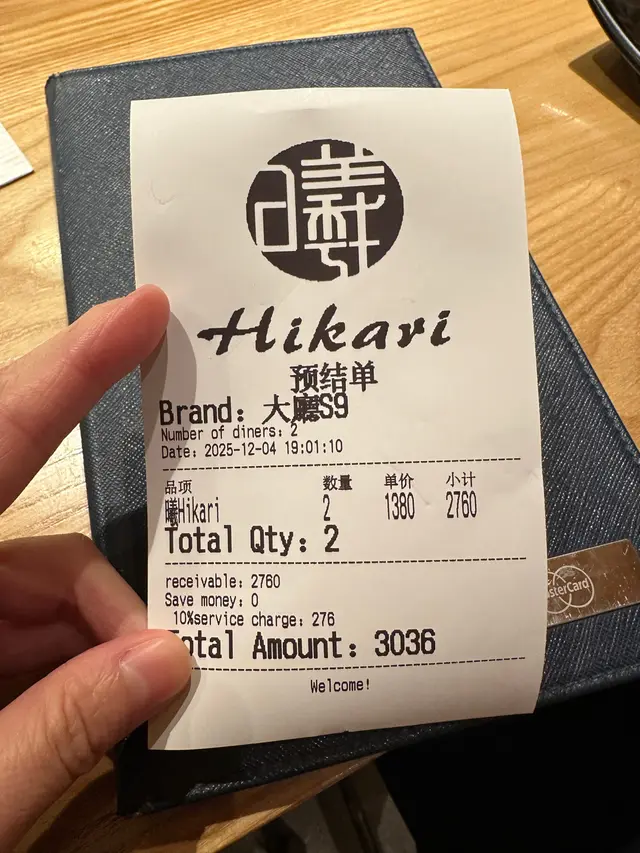 曦
Hikari
预结单
Brand: 大廳S9
Number of diners: 2
Date: 2025-12-04 19:01:10
品项 数量 单价 小计
曦Hikari 2 1380 2760
Total Qty: 2
receivable: 2760
Save money: 0
10%service charge: 276
Total Amount: 3036
Welcome!
MasterCard